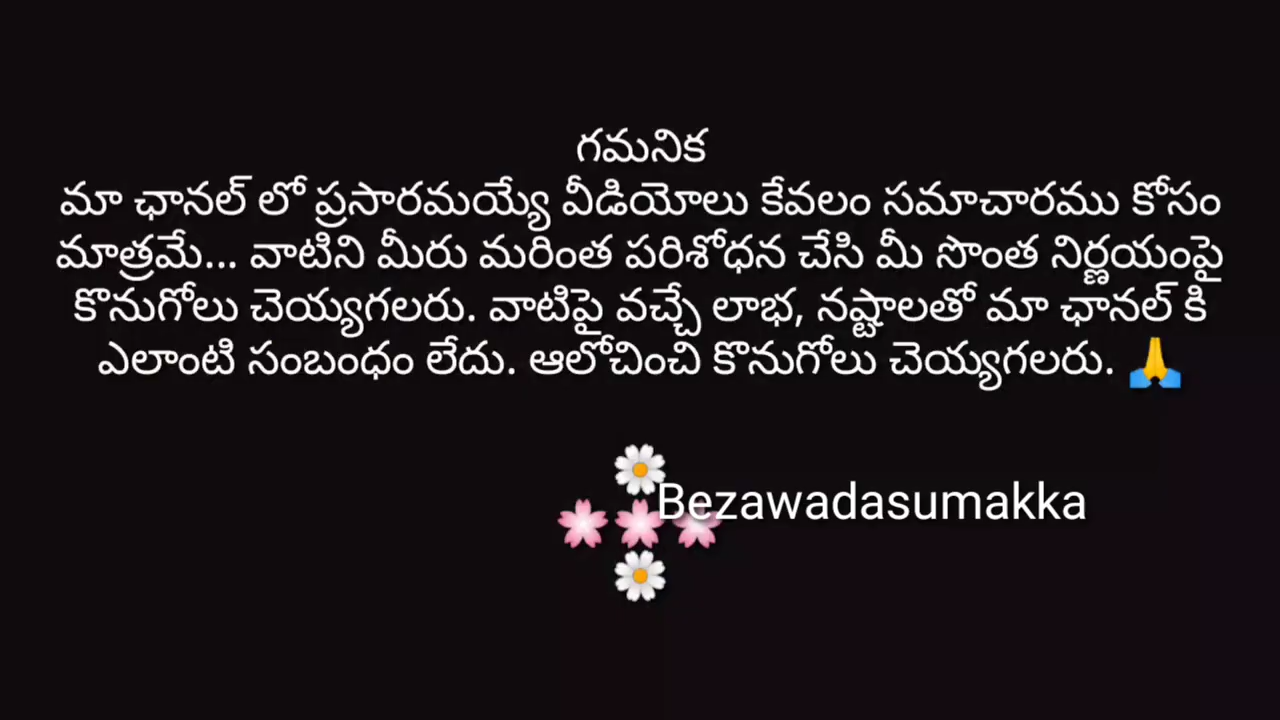 గమనిక
మా ఛానల్ లో ప్రసారమయ్యే వీడియోలు కేవలం సమాచారము కోసం
మాత్రమే... వాటిని మీరు మరింత పరిశోధన చేసి మీ సొంత నిర్ణయంపై
కొనుగోలు చెయ్యగలరు. వాటిపై వచ్చే లాభ, నష్టాలతో మా ఛానల్ కి
ఎలాంటి సంబంధం లేదు. ఆలోచించి కొనుగోలు చెయ్యగలరు. 🙏
Bezawadasumakka